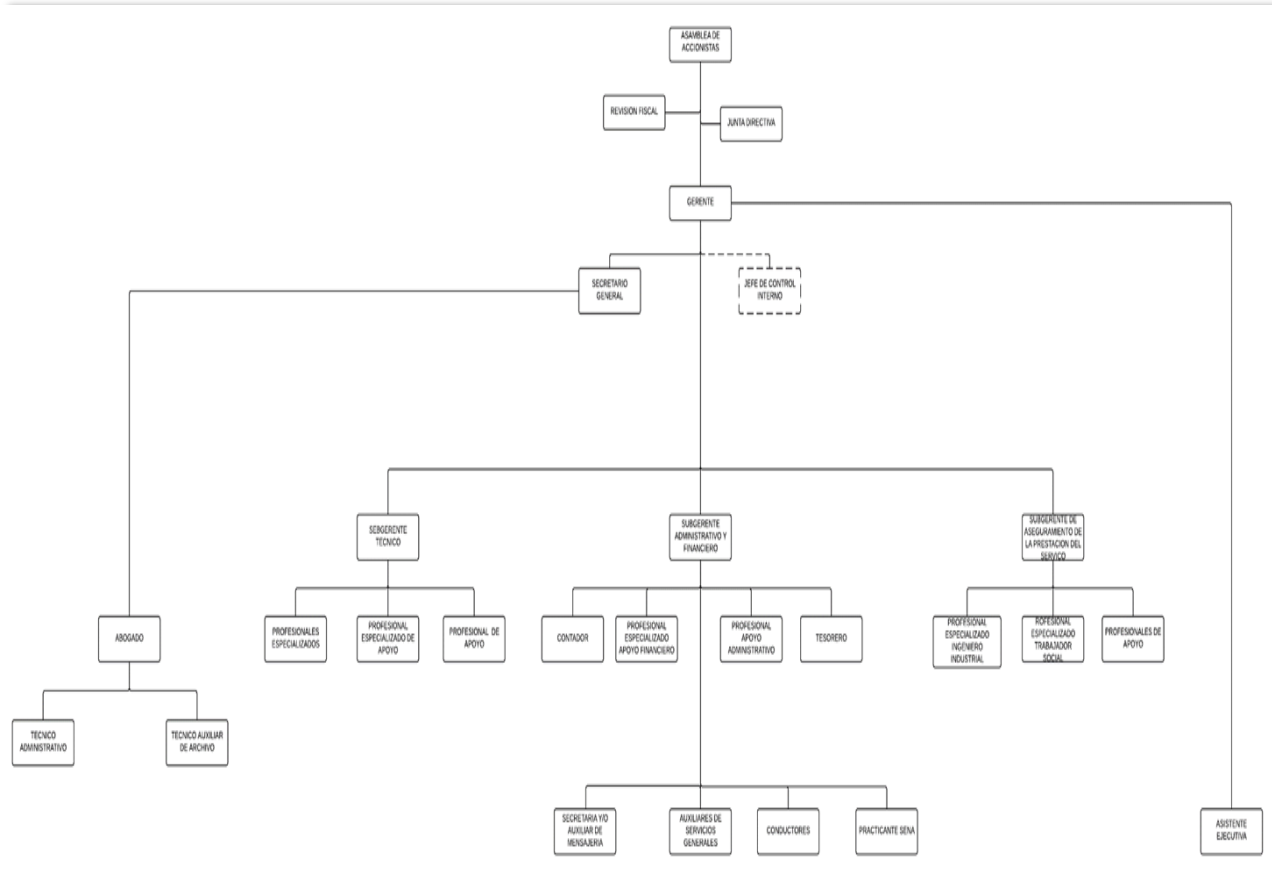 ASAMBLEA DE
ACCIONISTAS
REVISION FISCAL
JUNTA DIRECTIVA
GERENTE
SECRETARIO
GENERAL
JEFE DE CONTROL
INTERNO
SEBGERENTE
TÉCNICO
SUBGERENTE
ADMINISTRATIVO Y
FINANCIERO
SUBGERENTE DE
ASEGURAMIENTO DE
LA PRESTACION DEL
SERVICO
ABOGADO
PROFESIONALES
ESPECIALIZADOS
PROFESIONAL
ESPECIALIZADO DE
APOYO
PROFESIONAL DE
APOYO
CONTADOR
PROFESIONAL
ESPECIALIZADO
APOYO FINANCIERO
PROFESIONAL
APOYO
ADMINISTRATIVO
TESORERO
PROFESIONAL
ESPECIALIZADO
INGENIERO
INDUSTRIAL
ROFESIONAL
ESPECIALIZADO
TRABAJADOR
SOCIAL
PROFESIONALES DE
APOYO
TECNICO
ADMINISTRATIVO
TECNICO AUXILIAR
DE ARCHIVO
SECRETARIA Y/O
AUXILIAR DE
MENSAJERIA
AUXILIARES DE
SERVICIOS
GENERALES
CONDUCTORES
PRACTICANTE SENA
ASISTENTE
EJECUTIVA